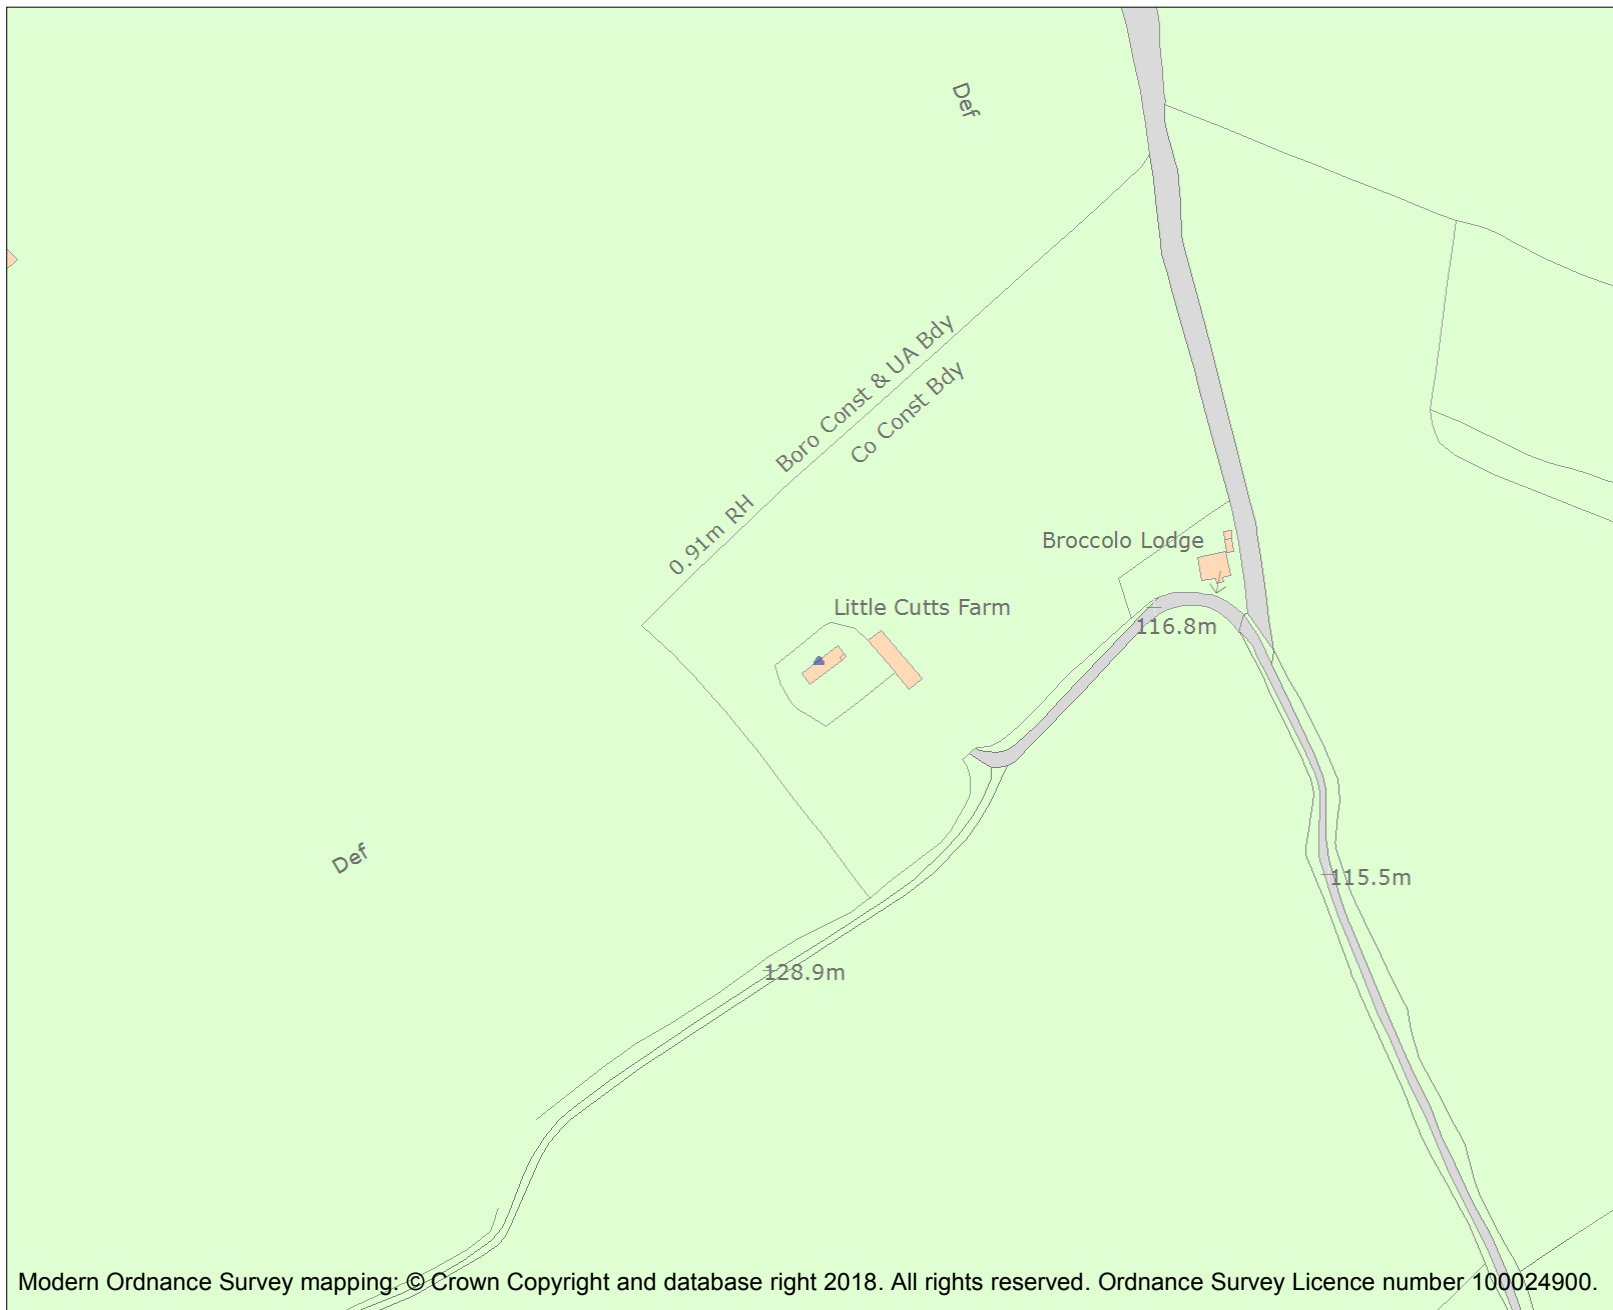 Def
Boro Const & UA Bdy
Co Const Bdy
0.91m RH
Broccolo Lodge
Little Cutts Farm
116.8m
Def
115.5m
128.9m
Modern Ordnance Survey mapping: © Crown Copyright and database right 2018. All rights reserved. Ordnance Survey Licence number 100024900.